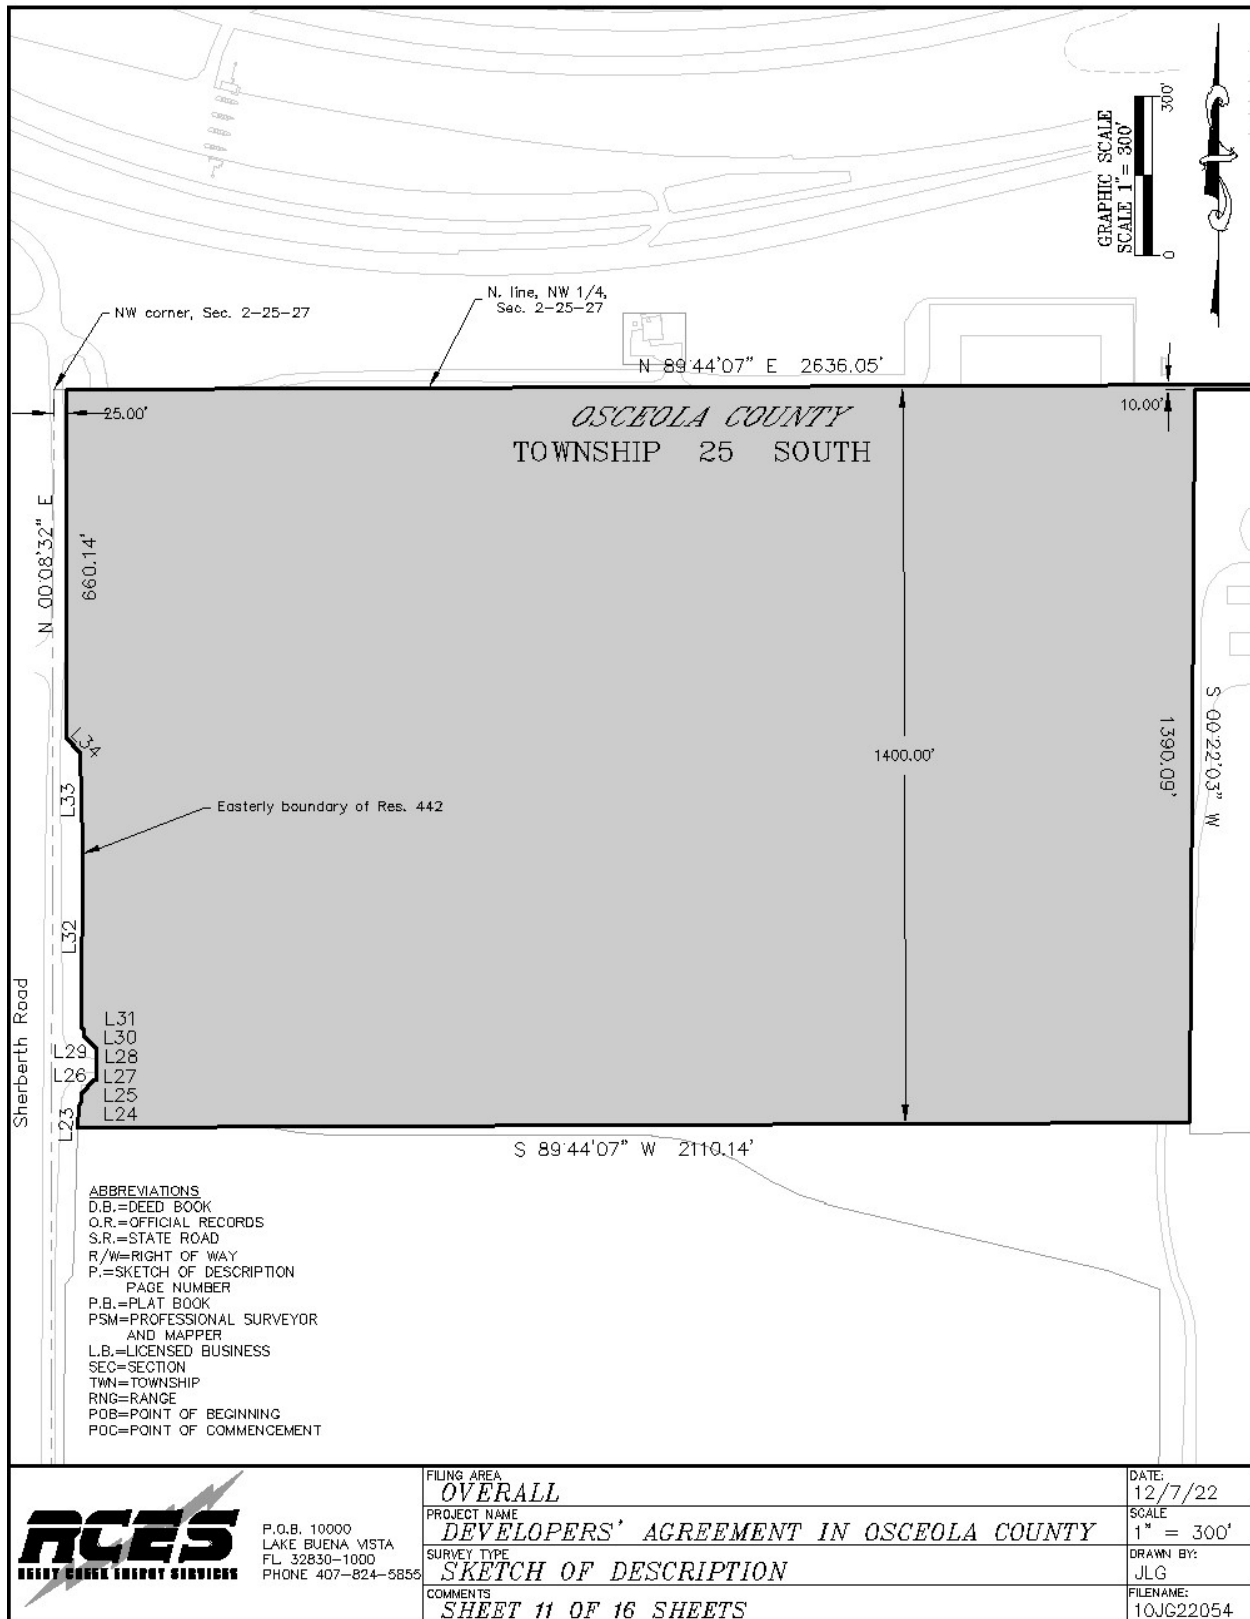 GRAPHIC SCALE
SCALE 1"= 300'
0
300'
NW corner, Sec. 2-25-27
N. line, NW 1/4,
Sec. 2-25-27
N 89°44'07" E 2636.05'
25.00'
10.00'
OSCEOLA COUNTY
TOWNSHIP 25 SOUTH
N 00°08'32" E
660.14'
L34
L33
Easterly boundary of Res. 442
1400.00'
1390.09'
S 00°22'03" W
L32
Sherberth Road
L31
L30
L29
L28
L26
L27
L25
L24
L23
S 89°44'07" W 2110.14'
ABBREVIATIONS
D.B.=DEED BOOK
O.R.=OFFICIAL RECORDS
S.R.=STATE ROAD
R/W=RIGHT OF WAY
P.=SKETCH OF DESCRIPTION
PAGE NUMBER
P.B.=PLAT BOOK
PSM=PROFESSIONAL SURVEYOR
AND MAPPER
L.B.=LICENSED BUSINESS
SEC=SECTION
TWN=TOWNSHIP
RNG=RANGE
POB=POINT OF BEGINNING
POC=POINT OF COMMENCEMENT
RCES
REEDY CREEK ENERGY SERVICES
P.O.B. 10000
LAKE BUENA VISTA
FL 32830-1000
PHONE 407-824-5855
FILING AREA
OVERALL
PROJECT NAME
DEVELOPERS' AGREEMENT IN OSCEOLA COUNTY
SURVEY TYPE
SKETCH OF DESCRIPTION
COMMENTS
SHEET 11 OF 16 SHEETS
DATE:
12/7/22
SCALE
1" = 300'
DRAWN BY:
JLG
FILENAME:
10JG22054